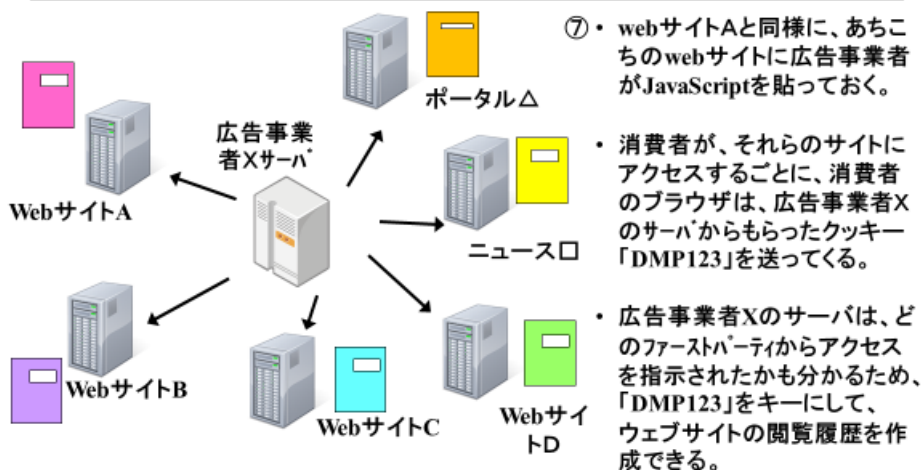 ⑦・ webサイトAと同様に、あちこ
ちのwebサイトに広告事業者
がJavaScriptを貼っておく。
・ 消費者が、それらのサイトに
アクセスするごとに、消費者
のブラウザは、広告事業者X
のサーバからもらったクッキー
「DMP123」を送ってくる。
・ 広告事業者Xのサーバは、ど
のファーストパーティからアクセス
を指示されたかも分かるため、
「DMP123」をキーにして、
ウェブサイトの閲覧履歴を作
成できる。
ポータル△
広告事業
者Xサーバ
WebサイトA
ニュース口
WebサイトB
WebサイトC
Webサイ
トD